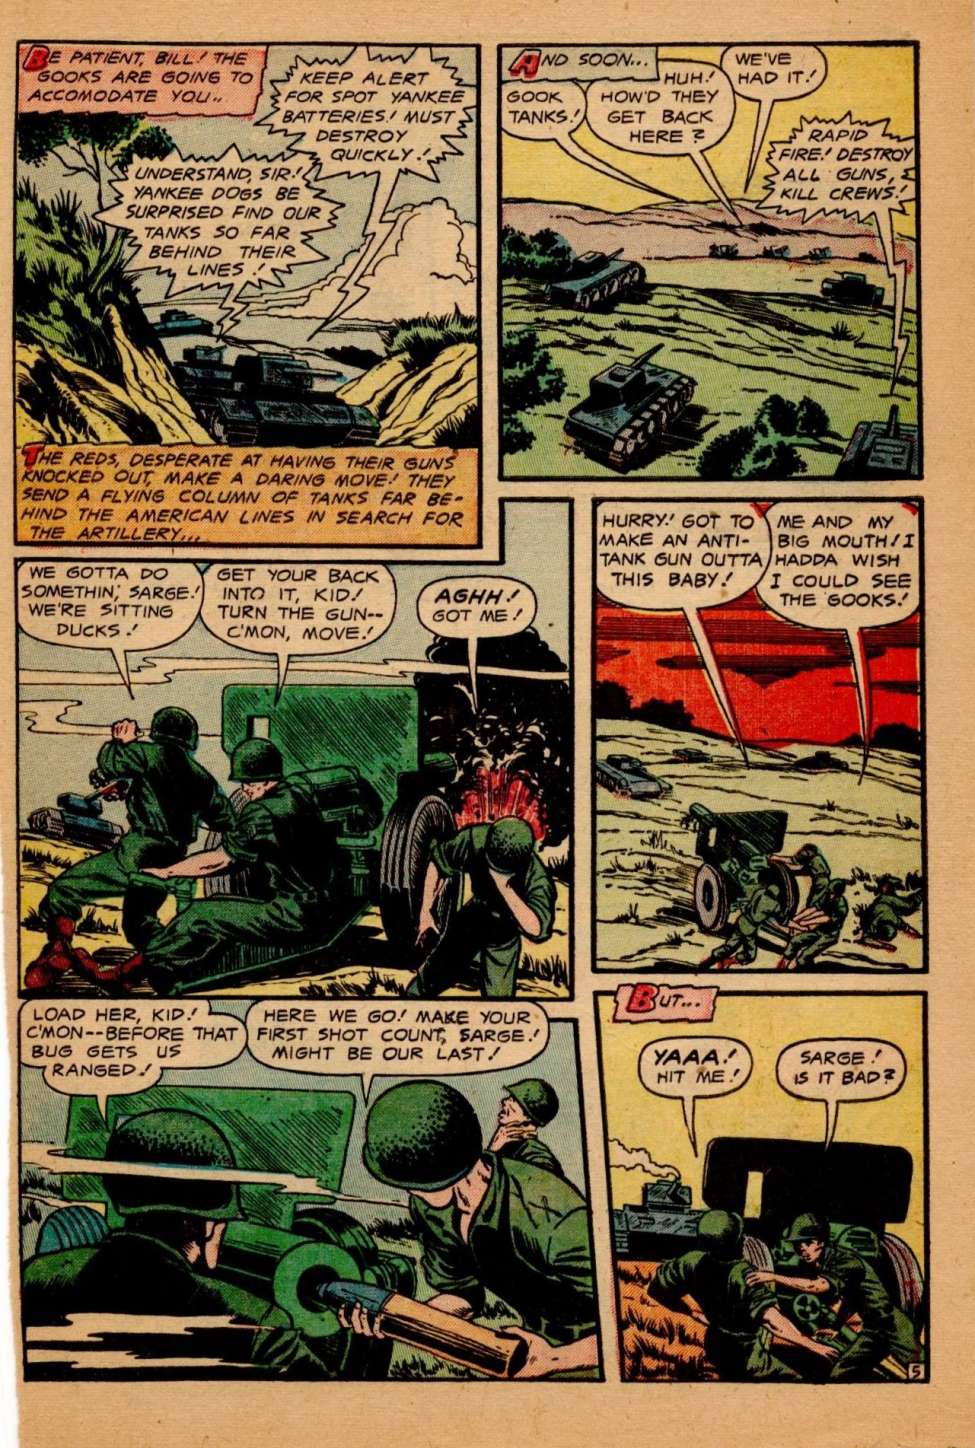 BE PATIENT, BILL! THE
GOOKS ARE GOING TO
ACCOMODATE YOU..
KEEP ALERT
FOR SPOT YANKEE
BATTERIES! MUST
DESTROY
QUICKLY!
UNDERSTAND, SIR!
YANKEE DOGS BE
SURPRISED FIND OUR
TANKS SO FAR
BEHIND THEIR
LINES!
THE REDS, DESPERATE AT HAVING THEIR GUNS
KNOCKED OUT, MAKE A DARING MOVE! THEY
SEND A FLYING COLUMN OF TANKS FAR BE-
HIND THE AMERICAN LINES IN SEARCH FOR
THE ARTILLERY...
AND SOON...
GOOK
TANKS!
HUH!
HOW'D THEY
GET BACK
HERE?
WE'VE
HAD IT!
RAPID
FIRE! DESTROY
ALL GUNS,
KILL CREWS!
WE GOTTA DO
SOMETHIN', SARGE!
WE'RE SITTING
DUCKS!
GET YOUR BACK
INTO IT, KID!
TURN THE GUN--
C'MON, MOVE!
AGHH!
GOT ME!
HURRY! GOT TO
MAKE AN ANTI-
TANK GUN OUTTA
THIS BABY!
ME AND MY
BIG MOUTH! I
HADDA WISH
I COULD SEE
THE GOOKS!
LOAD HER, KID!
C'MON--BEFORE THAT
BUG GETS US
RANGED!
HERE WE GO! MAKE YOUR
FIRST SHOT COUNT, SARGE!
MIGHT BE OUR LAST!
BUT...
YAAA!
HIT ME!
SARGE!
IS IT BAD?
5